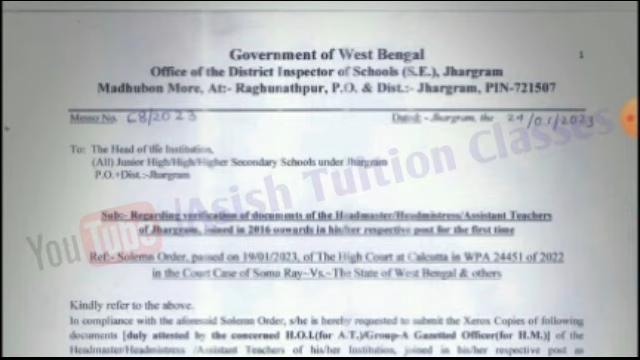 Government of West Bengal
1
Office of the District Inspector of Schools (S.E.), Jhargram
Madhubon More, At:- Raghunathpur, P.O. & Dist.:- Jhargram, PIN-721507
Memo No. 68/2023 Dated:- Jhargram, the 24/01/2023
To: The Head of the Institution,
(All) Junior High/High/Higher Secondary Schools under Jhargram
P.O.+Dist.:-Jhargram
Sub:- Regarding verification of documents of the Headmaster/Headmistress/Assistant Teachers
of Jhargram, joined in 2016 onwards in his/her respective post for the first time
Ref:- Solemn Order, passed on 19/01/2023, of The High Court at Calcutta in WPA 24451 of 2022
in the Court Case of Soma Ray–Vs.–The State of West Bengal & others
Kindly refer to the above.
In compliance with the aforesaid Solemn Order, s/he is hereby requested to submit the Xerox Copies of following
documents [duly attested by the concerned H.O.I.(for A.T.)/Group-A Gazetted Officer(for H.M.)] of the
Headmaster/Headmistress /Assistant Teachers of his/her Institution, joined in his/her respective post as
YouTube/Asish Tuition Classes